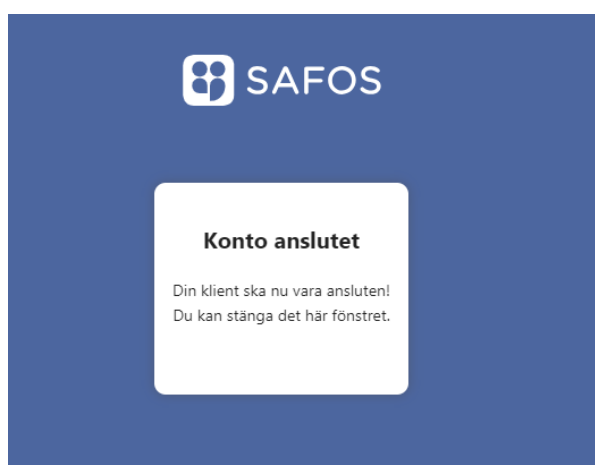 SAFOS
Konto anslutet
Din klient ska nu vara ansluten!
Du kan stänga det här fönstret.